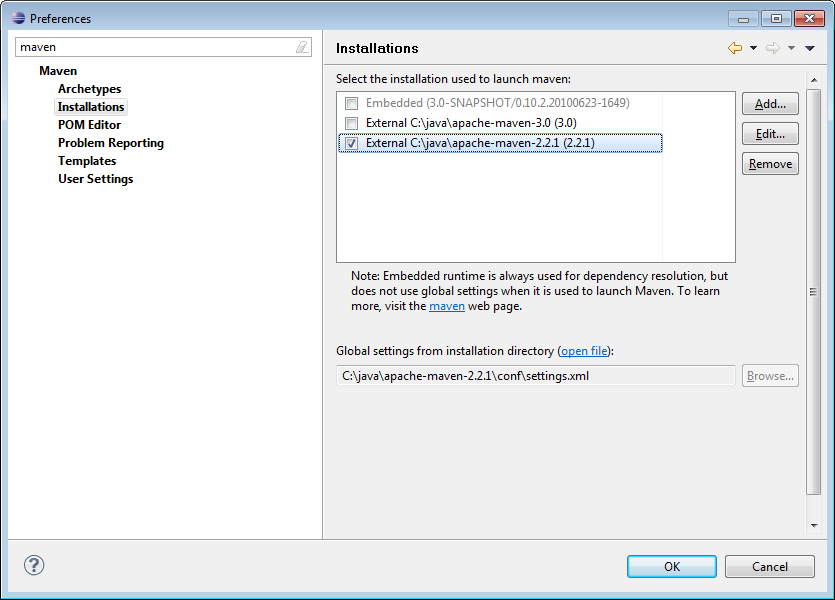 Preferences
maven
Maven
Archetypes
Installations
POM Editor
Problem Reporting
Templates
User Settings
Installations
Select the installation used to launch maven:
Embedded (3.0-SNAPSHOT/0.10.2.20100623-1649)
External C:\java\apache-maven-3.0 (3.0)
External C:\java\apache-maven-2.2.1 (2.2.1)
Add...
Edit...
Remove
Note: Embedded runtime is always used for dependency resolution, but
does not use global settings when it is used to launch Maven. To learn
more, visit the maven web page.
Global settings from installation directory (open file):
C:\java\apache-maven-2.2.1\conf\settings.xml
Browse...
?
OK
Cancel